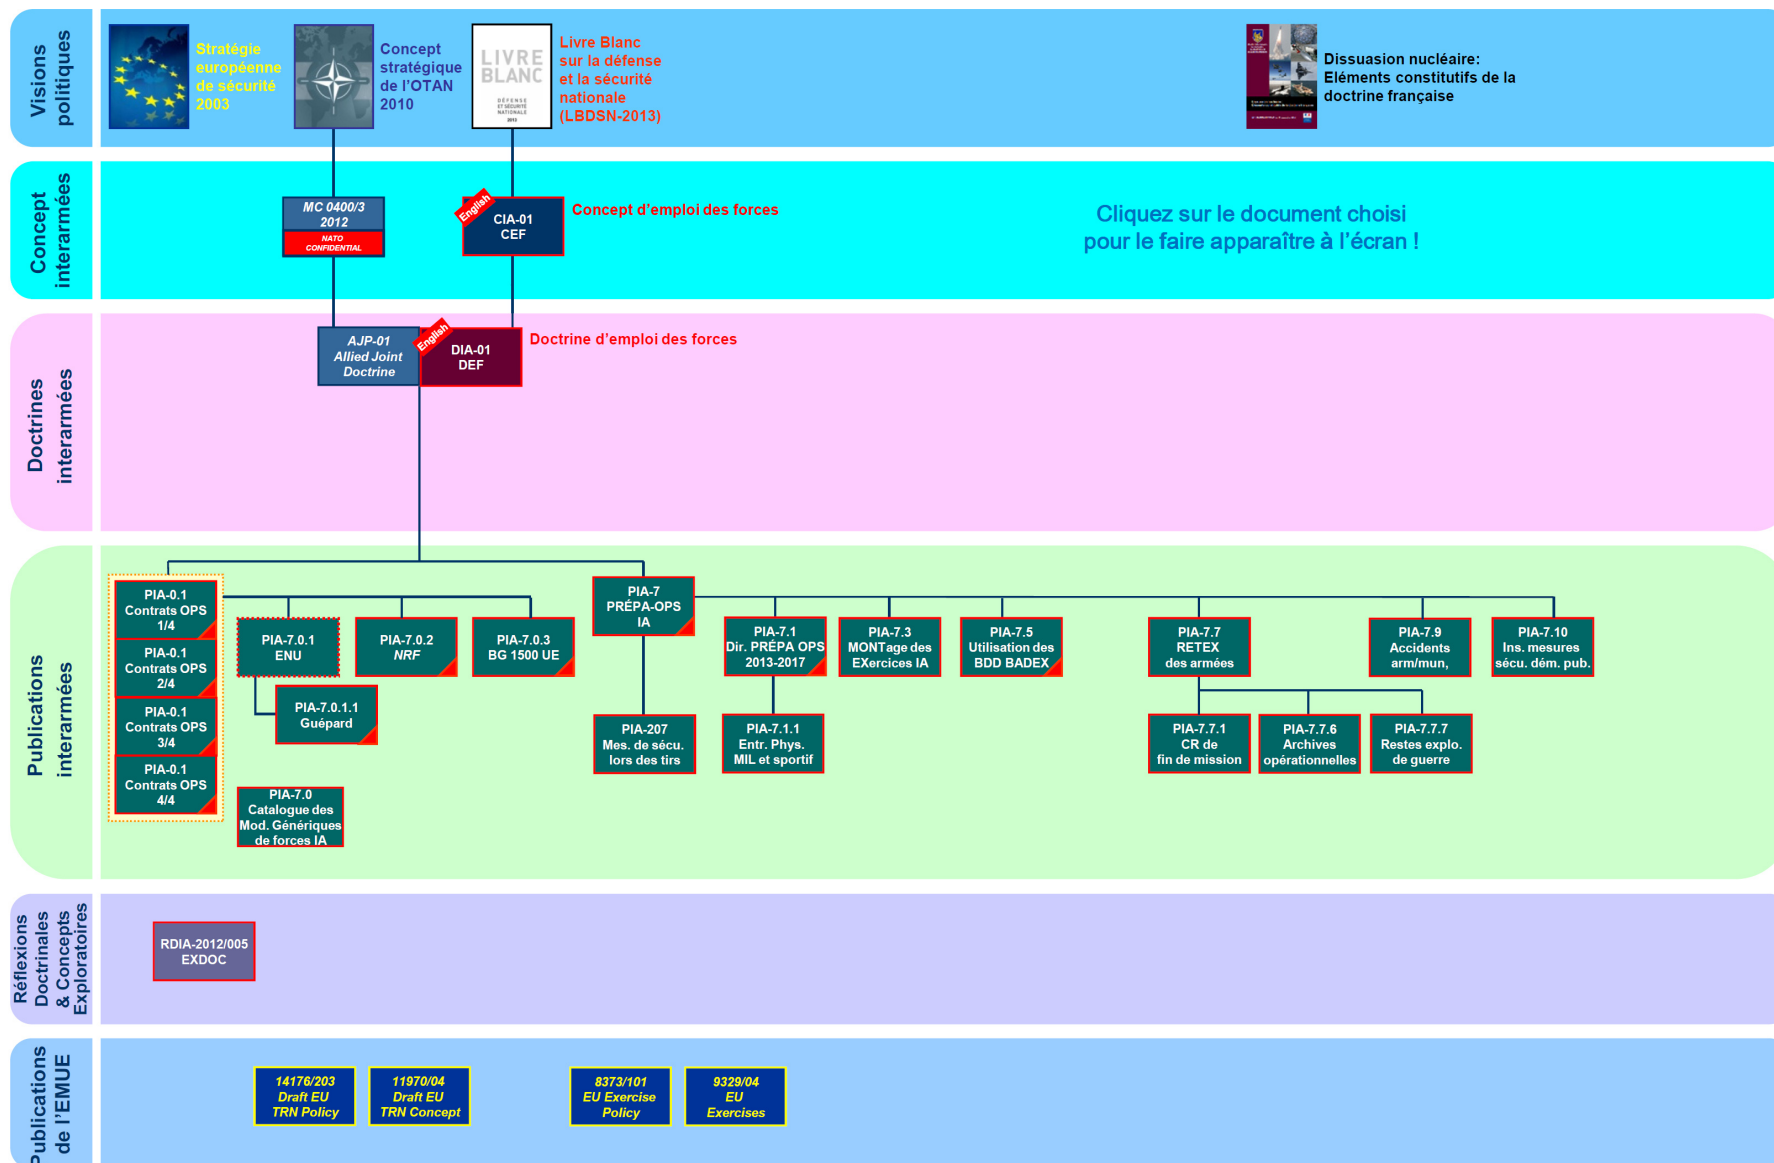 Visions
politiques
Stratégie
européenne
de sécurité
2003
Concept
stratégique
de l'OTAN
2010
LIVRE
BLANC
DÉFENSE
ET SÉCURITÉ
NATIONALE
2013
Livre Blanc
sur la défense
et la sécurité
nationale
(LBDSN-2013)
Dissuasion nucléaire:
Eléments constitutifs de la
doctrine française
Concept
interarmées
MC 0400/3
2012
NATO
CONFIDENTIAL
English
CIA-01
CEF
Concept d'emploi des forces
Cliquez sur le document choisi
pour le faire apparaître à l'écran !
Doctrines
interarmées
AJP-01
Allied Joint
Doctrine
English
DIA-01
DEF
Doctrine d'emploi des forces
Publications
interarmées
PIA-0.1
Contrats OPS
1/4
PIA-0.1
Contrats OPS
2/4
PIA-0.1
Contrats OPS
3/4
PIA-0.1
Contrats OPS
4/4
PIA-7.0.1
ENU
PIA-7.0.2
NRF
PIA-7.0.3
BG 1500 UE
PIA-7.0.1.1
Guépard
PIA-7.0
Catalogue des
Mod. Génériques
de forces IA
PIA-7
PRÉPA-OPS
IA
PIA-7.1
Dir. PRÉPA OPS
2013-2017
PIA-7.3
MONTage des
EXercices IA
PIA-7.5
Utilisation des
BDD BADEX
PIA-7.7
RETEX
des armées
PIA-7.9
Accidents
arm/mun,
PIA-7.10
Ins. mesures
sécu. dém. pub.
PIA-207
Mes. de sécu.
lors des tirs
PIA-7.1.1
Entr. Phys.
MIL et sportif
PIA-7.7.1
CR de
fin de mission
PIA-7.7.6
Archives
opérationnelles
PIA-7.7.7
Restes explo.
de guerre
Réflexions
Doctrinales
& Concepts
Exploratoires
RDIA-2012/005
EXDOC
Publications
de l'EMUE
14176/203
Draft EU
TRN Policy
11970/04
Draft EU
TRN Concept
8373/101
EU Exercise
Policy
9329/04
EU
Exercises